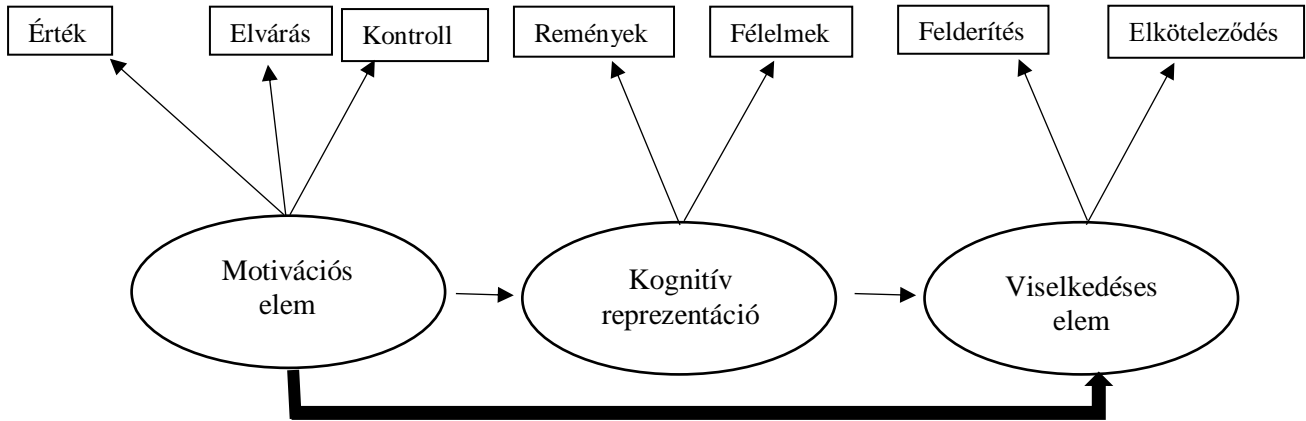 Érték
Elvárás
Kontroll
Remények
Félelmek
Felderítés
Elköteleződés
Motivációs
elem
Kognitív
reprezentáció
Viselkedéses
elem